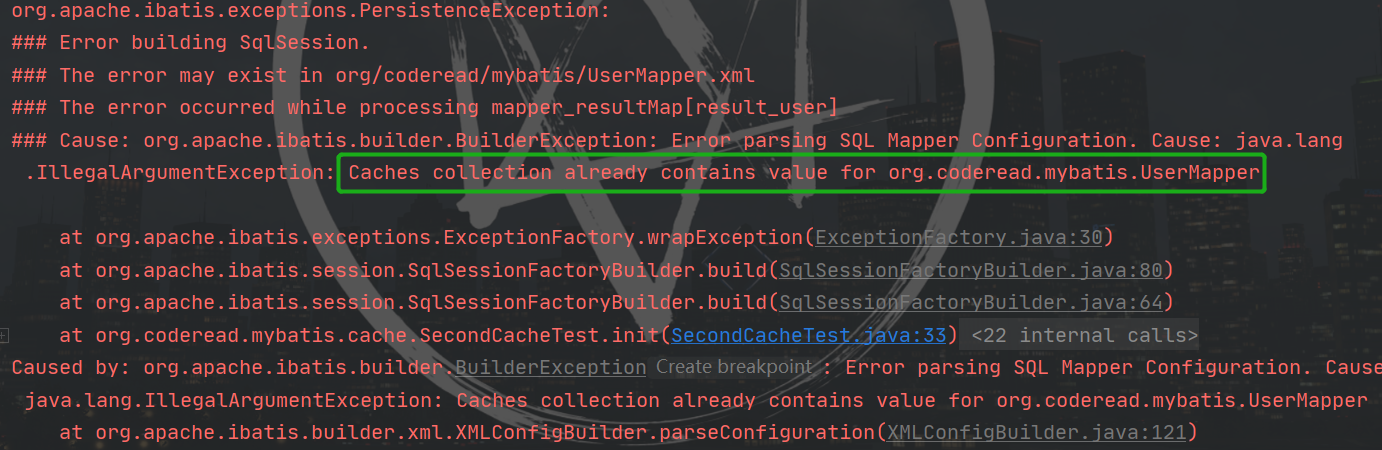 org.apache.ibatis.exceptions.PersistenceException:
### Error building SqlSession.
### The error may exist in org/coderead/mybatis/UserMapper.xml
### The error occurred while processing mapper_resultMap[result_user]
### Cause: org.apache.ibatis.builder.BuilderException: Error parsing SQL Mapper Configuration. Cause: java.lang
.IllegalArgumentException: Caches collection already contains value for org.coderead.mybatis.UserMapper
at org.apache.ibatis.exceptions.ExceptionFactory.wrapException(ExceptionFactory.java:30)
at org.apache.ibatis.session.SqlSessionFactoryBuilder.build(SqlSessionFactoryBuilder.java:80)
at org.apache.ibatis.session.SqlSessionFactoryBuilder.build(SqlSessionFactoryBuilder.java:64)
at org.coderead.mybatis.cache.SecondCacheTest.init(SecondCacheTest.java:33) <22 internal calls>
Caused by: org.apache.ibatis.builder.BuilderException Create breakpoint : Error parsing SQL Mapper Configuration. Cause
java.lang.IllegalArgumentException: Caches collection already contains value for org.coderead.mybatis.UserMapper
at org.apache.ibatis.builder.xml.XMLConfigBuilder.parseConfiguration(XMLConfigBuilder.java:121)